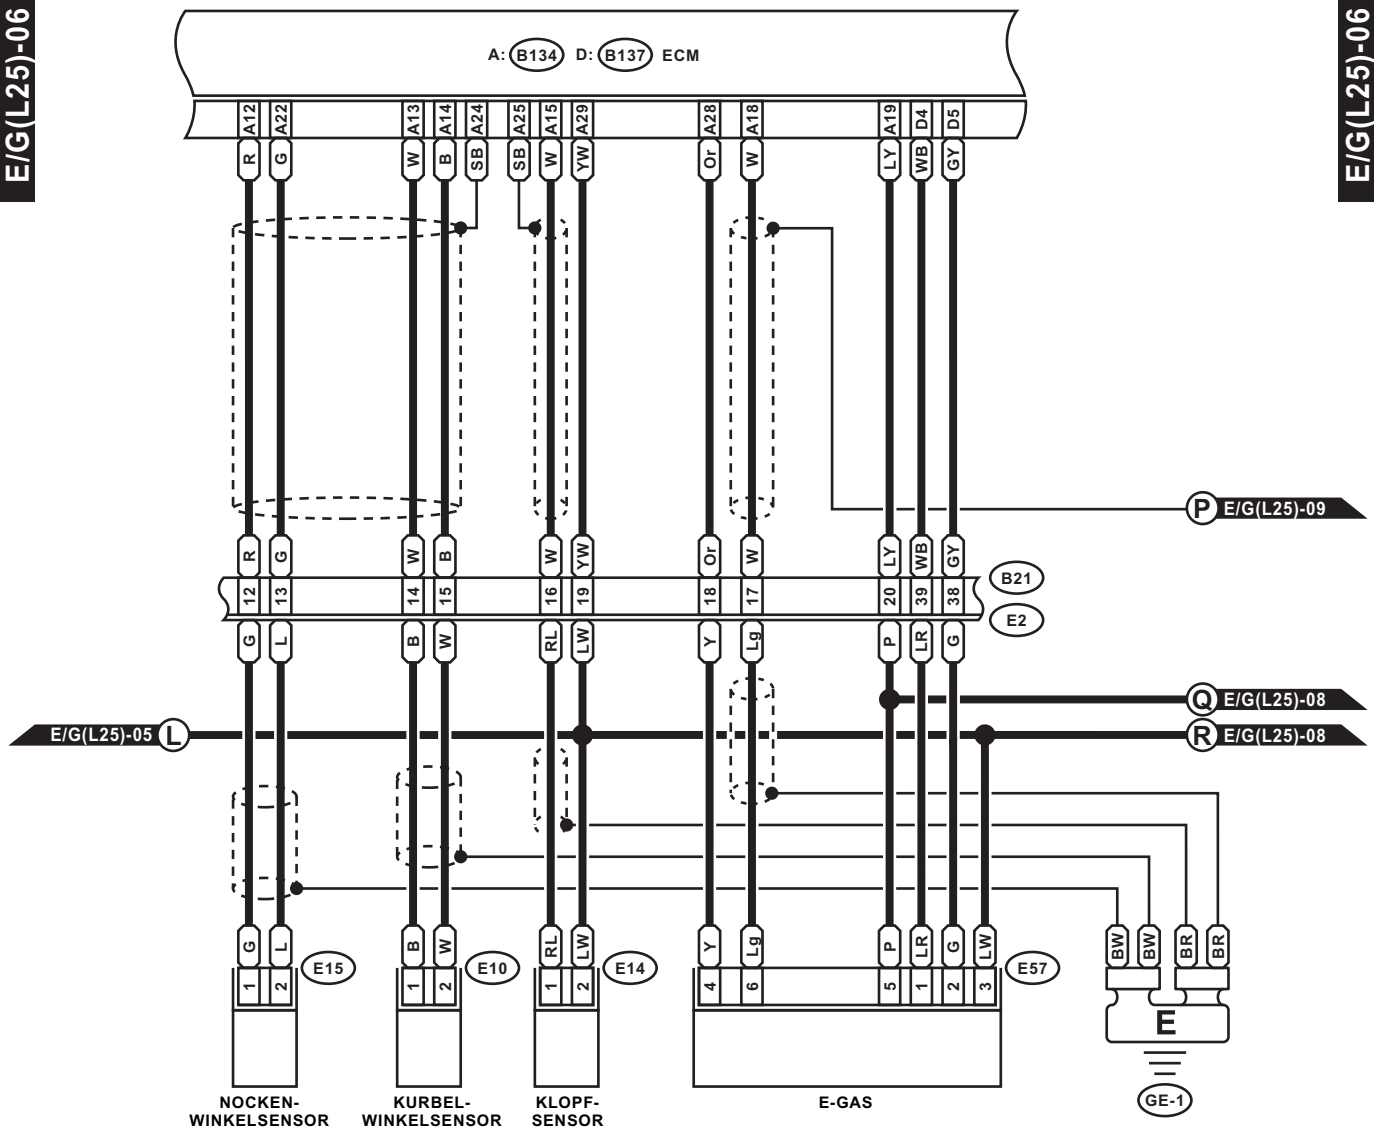 E/G(L25)-06
E/G(L25)-06
A: B134 D: B137 ECM
A12 A22 A13 A14 A24 A25 A15 A29 A28 A18 A19 D4 D5
R G W B SB SB W YW Or W LY WB GY
P E/G(L25)-09
R G W B W YW Or W LY WB GY
B21
12 13 14 15 16 19 18 17 20 39 38
E2
G L B W RL LW Y Lg P LR G
Q E/G(L25)-08
E/G(L25)-05 L
R E/G(L25)-08
G L B W RL LW Y Lg P LR G LW BW BW BR BR
E15 E10 E14 E57
1 2 1 2 1 2 4 6 5 1 2 3
E
GE-1
NOCKEN-
WINKELSENSOR
KURBEL-
WINKELSENSOR
KLOPF-
SENSOR
E-GAS